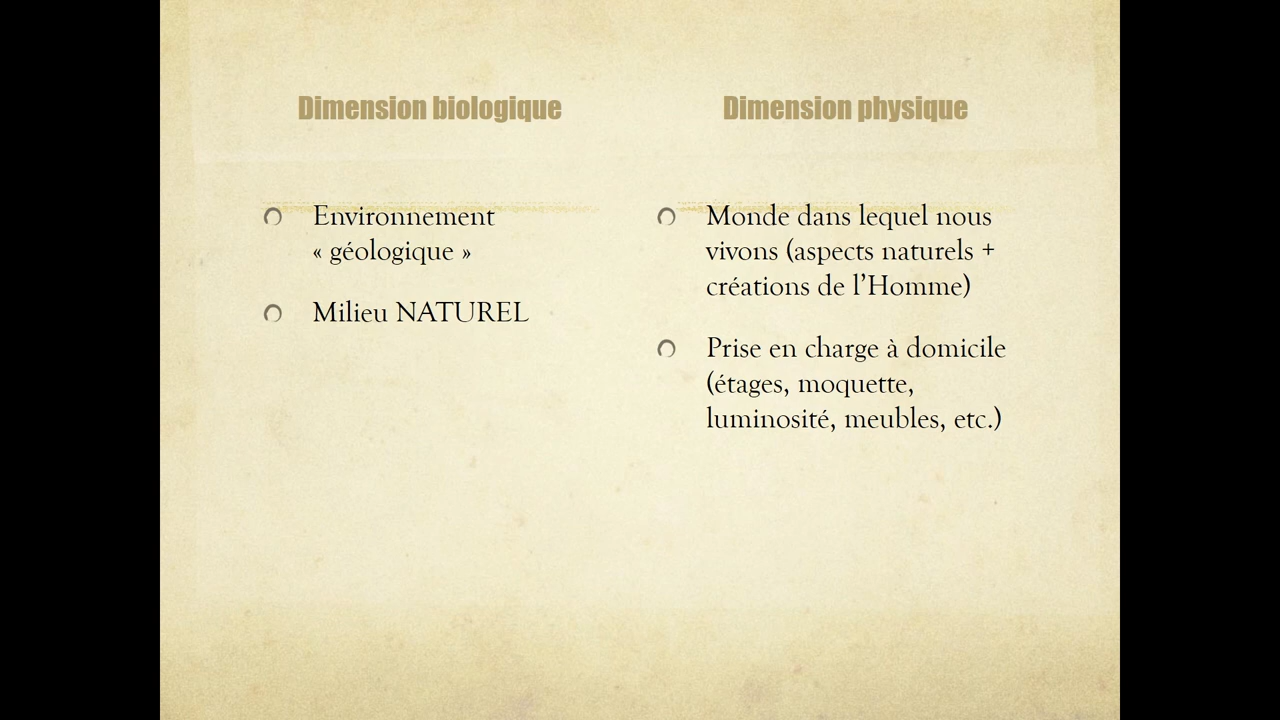 Dimension biologique
Environnement
« géologique »
Milieu NATUREL
Dimension physique
Monde dans lequel nous
vivons (aspects naturels +
créations de l’Homme)
Prise en charge à domicile
(étages, moquette,
luminosité, meubles, etc.)